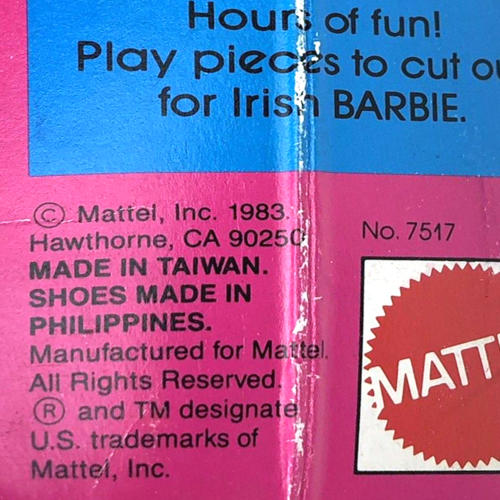 Hours of fun!
Play pieces to cut ou
for Irish BARBIE.
© Mattel, Inc. 1983.
Hawthorne, CA 90250
No. 7517
MADE IN TAIWAN.
SHOES MADE IN
PHILIPPINES.
Manufactured for Mattel.
All Rights Reserved.
® and TM designate
U.S. trademarks of
Mattel, Inc.
MATTE